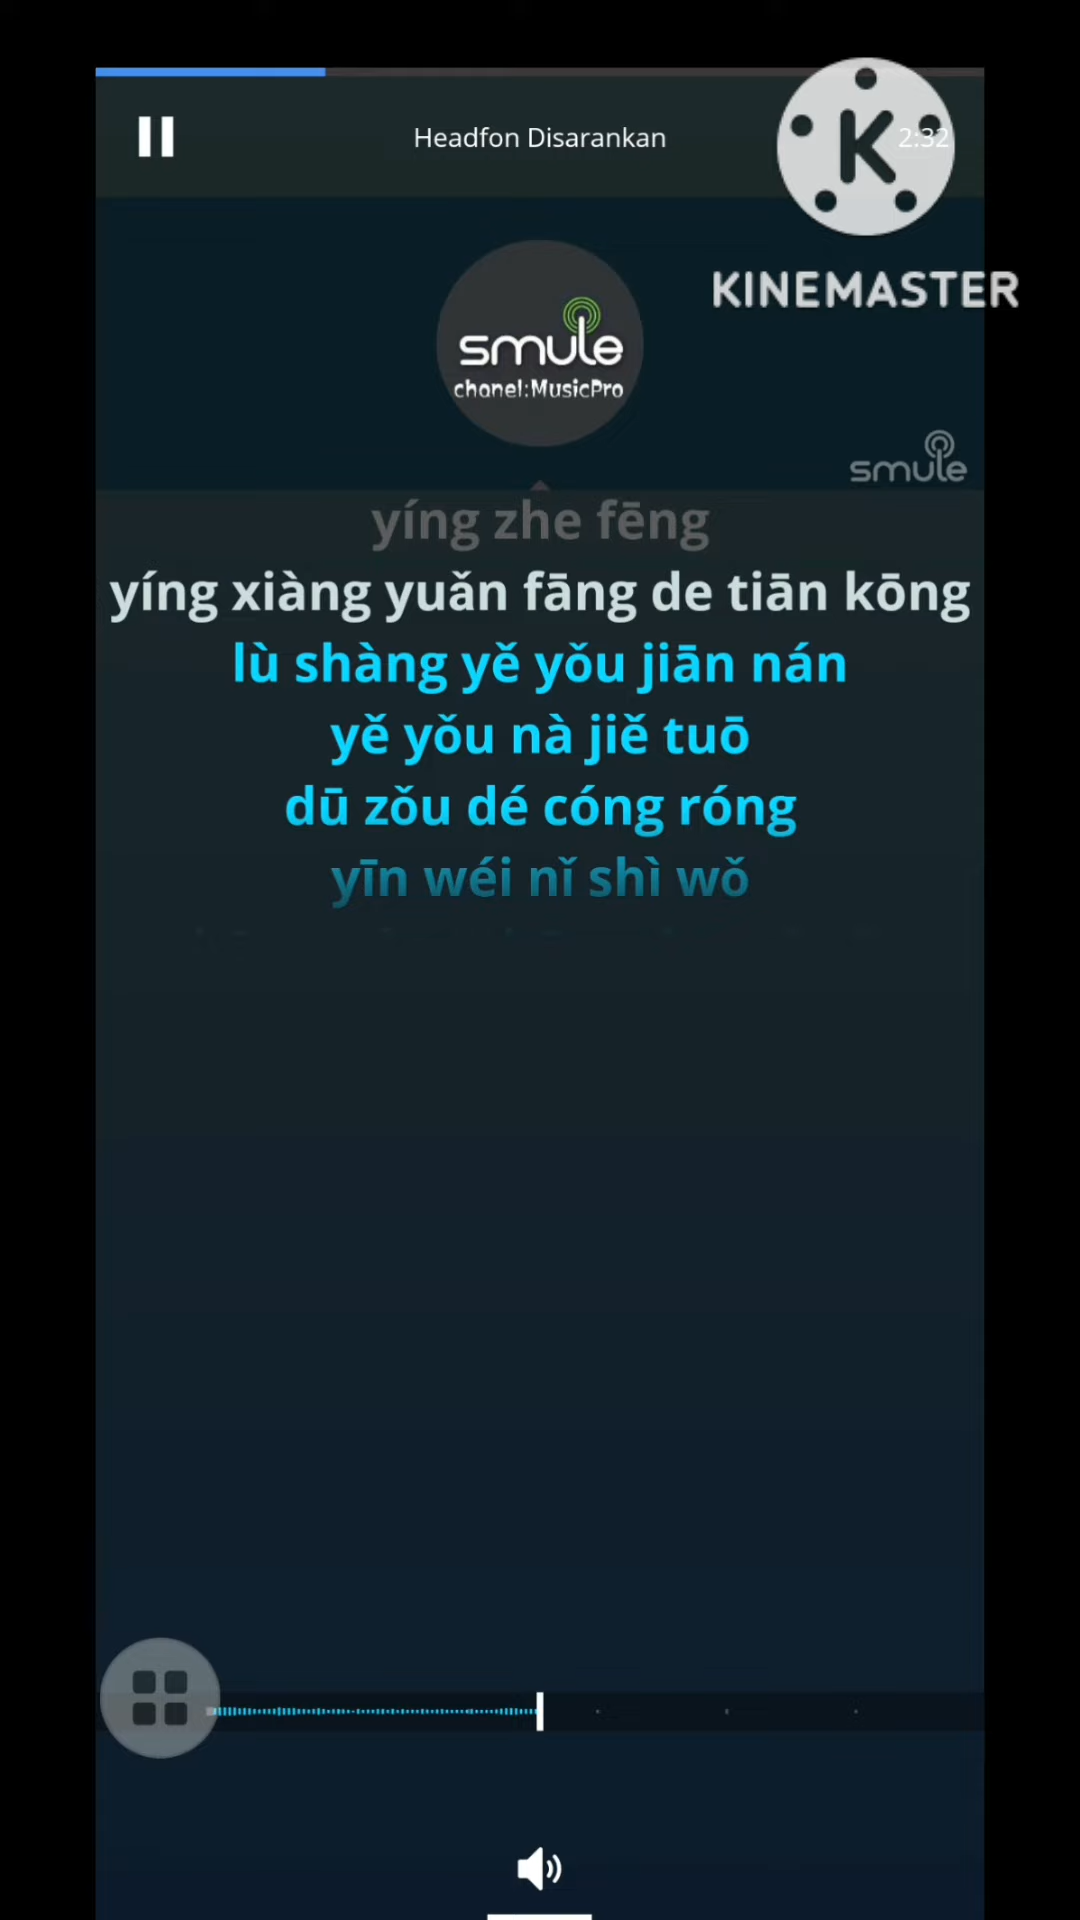 Headfon Disarankan
2:32
KINEMASTER
smule
chanel:MusicPro
smule
yíng zhe fēng
yíng xiàng yuǎn fāng de tiān kōng
lù shàng yě yǒu jiān nán
yě yǒu nà jiě tuō
dū zǒu dé cóng róng
yīn wéi nǐ shì wǒ